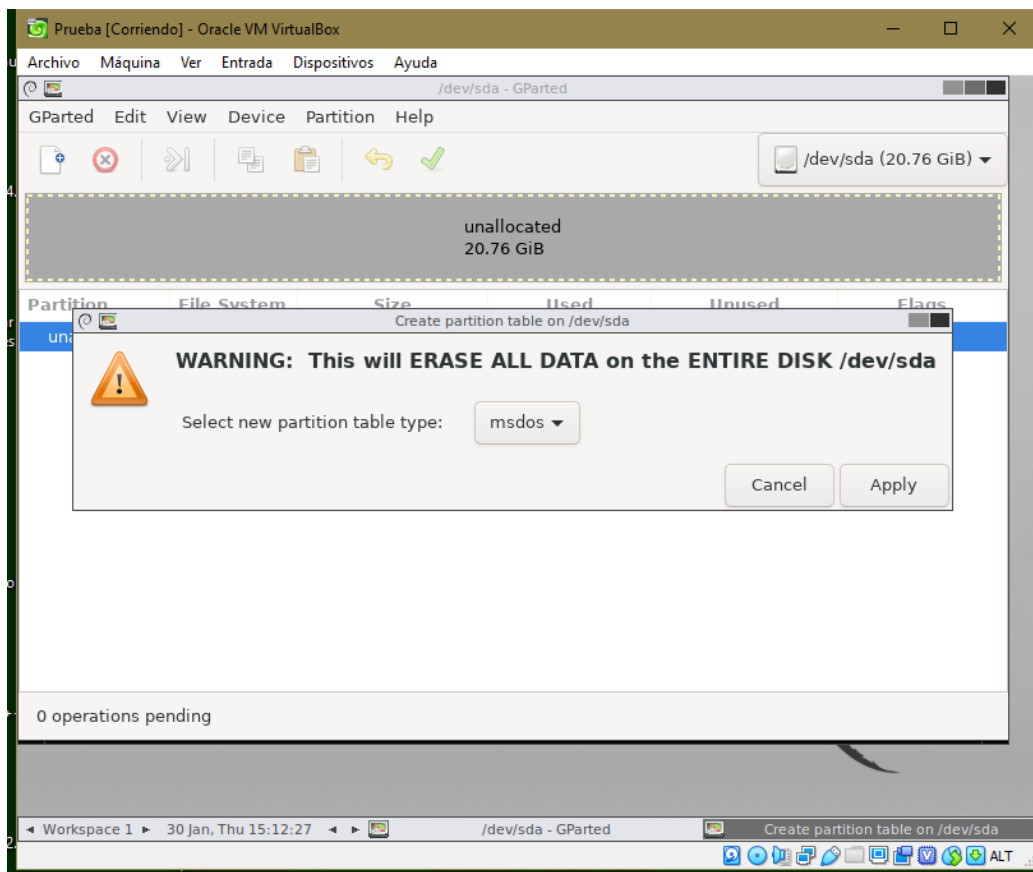 Prueba [Corriendo] - Oracle VM VirtualBox
Archivo Máquina Ver Entrada Dispositivos Ayuda
/dev/sda - GParted
GParted Edit View Device Partition Help
/dev/sda (20.76 GiB)
unallocated
20.76 GiB
Partition File System Size Used Unused Flags
una
Create partition table on /dev/sda
WARNING: This will ERASE ALL DATA on the ENTIRE DISK /dev/sda
Select new partition table type: msdos
Cancel Apply
0 operations pending
Workspace 1 30 Jan, Thu 15:12:27 /dev/sda - GParted Create partition table on /dev/sda
ALT